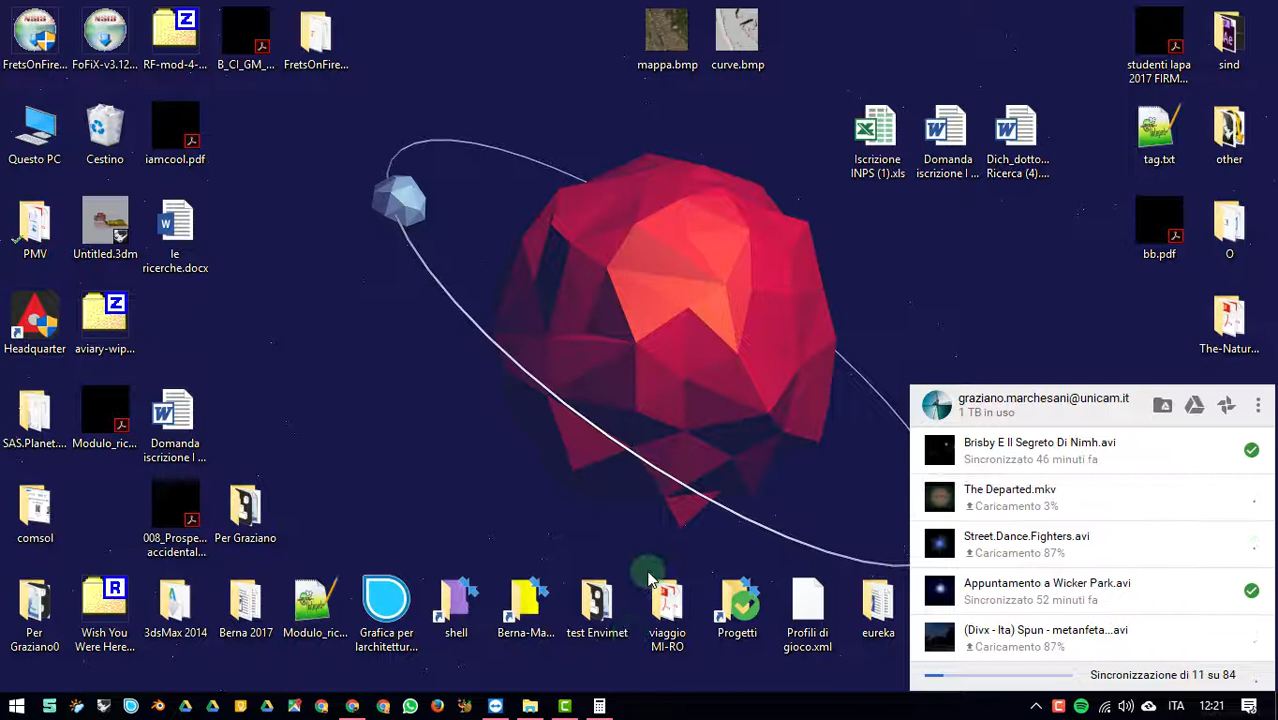 FretsOnFire...
FoFiX-v3.12...
RF-mod-4-...
B_CI_GM_...
FretsOnFire...
mappa.bmp
curve.bmp
studenti lapa
2017 FIRM...
sind
Questo PC
Cestino
iamcool.pdf
Iscrizione
INPS (1).xls
Domanda
iscrizione I ...
Dich_dotto...
Ricerca (4)....
tag.txt
other
PMV
Untitled.3dm
le
ricerche.docx
bb.pdf
O
Headquarter
aviary-wip...
The-Natur...
SAS.Planet....
Modulo_ric...
Domanda
iscrizione I ...
comsol
008_Prospe...
accidental...
Per Graziano
Per
Graziano0
Wish You
Were Here...
3dsMax 2014
Berna 2017
Modulo_ric...
Grafica per
larchitettur...
shell
Berna-Ma...
test Envimet
viaggio
MI-RO
Progetti
Profili di
gioco.xml
eureka
graziano.marchesani@unicam.it
1 TB in uso
Brisby E Il Segreto Di Nimh.avi
Sincronizzato 46 minuti fa
The Departed.mkv
Caricamento 3%
Street.Dance.Fighters.avi
Caricamento 87%
Appuntamento a Wicker Park.avi
Sincronizzato 52 minuti fa
(Divx - Ita) Spun - metanfeta...avi
Caricamento 87%
Sincronizzazione di 11 su 84
ITA
12:21